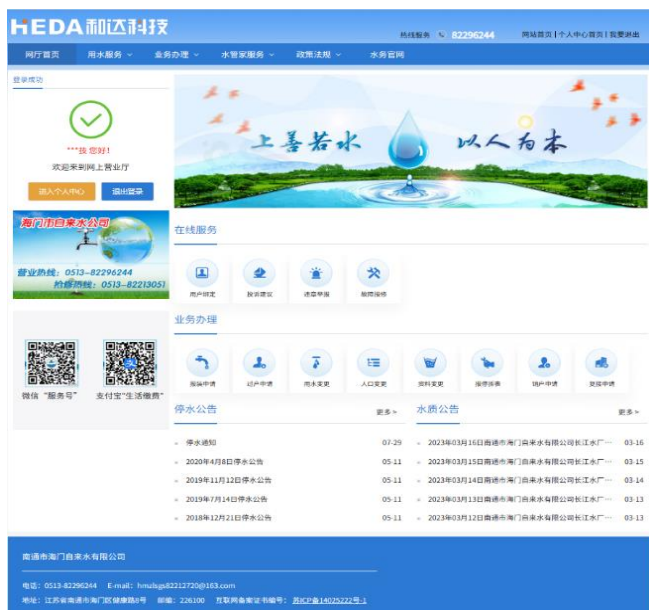 HEDA和达科技
热线服务 82296244 网站首页 | 个人中心首页 | 我要退出
网厅首页 用水服务 业务办理 水管家服务 政策法规 水务官网
登录成功
***技 您好！
欢迎来到网上营业厅
进入个人中心 退出登录
上善若水 以人为本
海门市自来水公司
营业热线：0513-82296244
抢修热线：0513-82213051
微信“服务号” 支付宝“生活缴费”
在线服务
用户绑定 投诉建议 违章举报 故障报修
业务办理
报装申请 过户申请 用水变更 人口变更 资料变更 报停拆表 销户申请 复接申请
停水公告 更多>
停水通知 07-29
2020年4月8日停水公告 05-11
2019年11月12日停水公告 05-11
2019年7月14日停水公告 05-11
2018年12月21日停水公告 05-11
水质公告 更多>
2023年03月16日南通市海门自来水有限公司长江水厂… 03-16
2023年03月15日南通市海门自来水有限公司长江水厂… 03-15
2023年03月14日南通市海门自来水有限公司长江水厂… 03-14
2023年03月13日南通市海门自来水有限公司长江水厂… 03-13
2023年03月12日南通市海门自来水有限公司长江水厂… 03-13
南通市海门自来水有限公司
电话：0513-82296244 E-mail：hmzlsgs82212720@163.com
地址：江苏省南通市海门区健康路8号 邮编：226100 互联网备案证书编号：苏ICP备14025222号-1